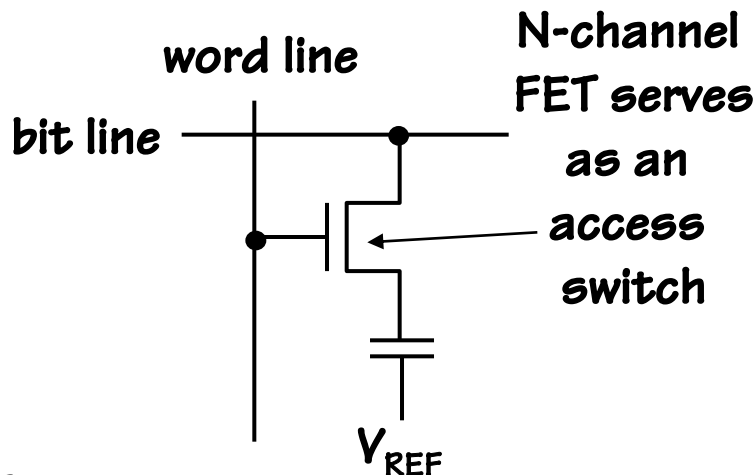 word line
bit line
N-channel
FET serves
as an
access
switch
VREF